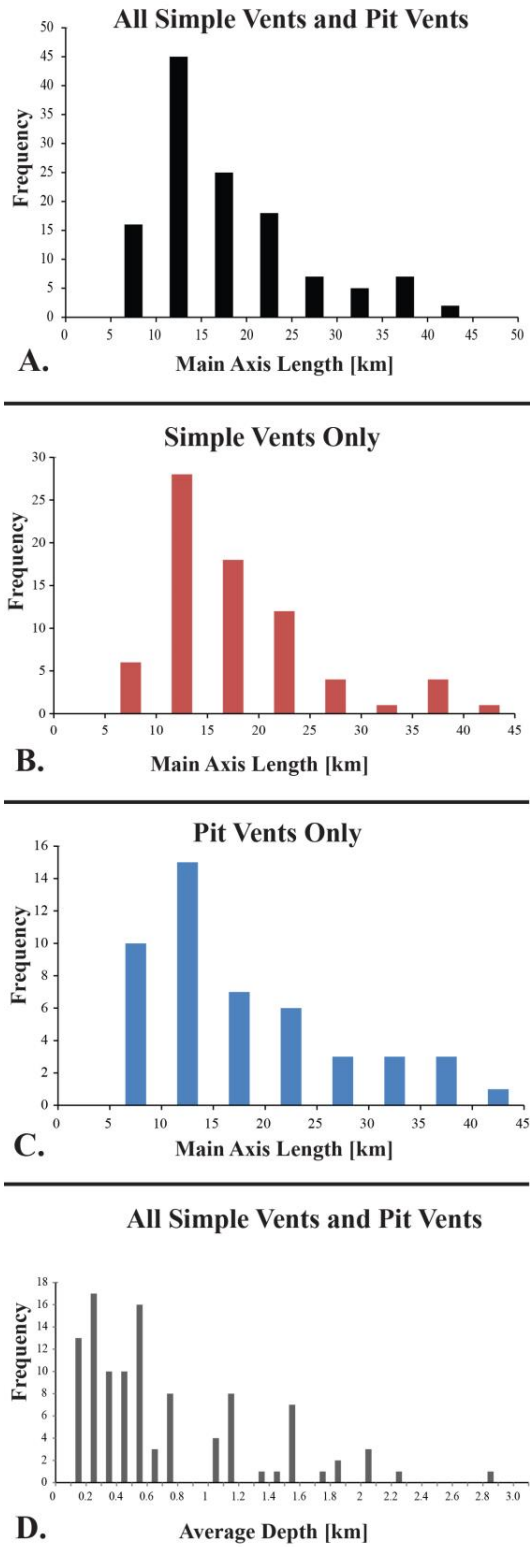 All Simple Vents and Pit Vents
50
45
40
35
30
25
20
15
10
5
0
Frequency
0 5 10 15 20 25 30 35 40 45 50
A. Main Axis Length [km]
Simple Vents Only
30
25
20
15
10
5
0
Frequency
0 5 10 15 20 25 30 35 40 45
B. Main Axis Length [km]
Pit Vents Only
16
14
12
10
8
6
4
2
0
Frequency
0 5 10 15 20 25 30 35 40 45
C. Main Axis Length [km]
All Simple Vents and Pit Vents
18
16
14
12
10
8
6
4
2
0
Frequency
0 0.2 0.4 0.6 0.8 1 1.2 1.4 1.6 1.8 2.0 2.2 2.4 2.6 2.8 3.0
D. Average Depth [km]